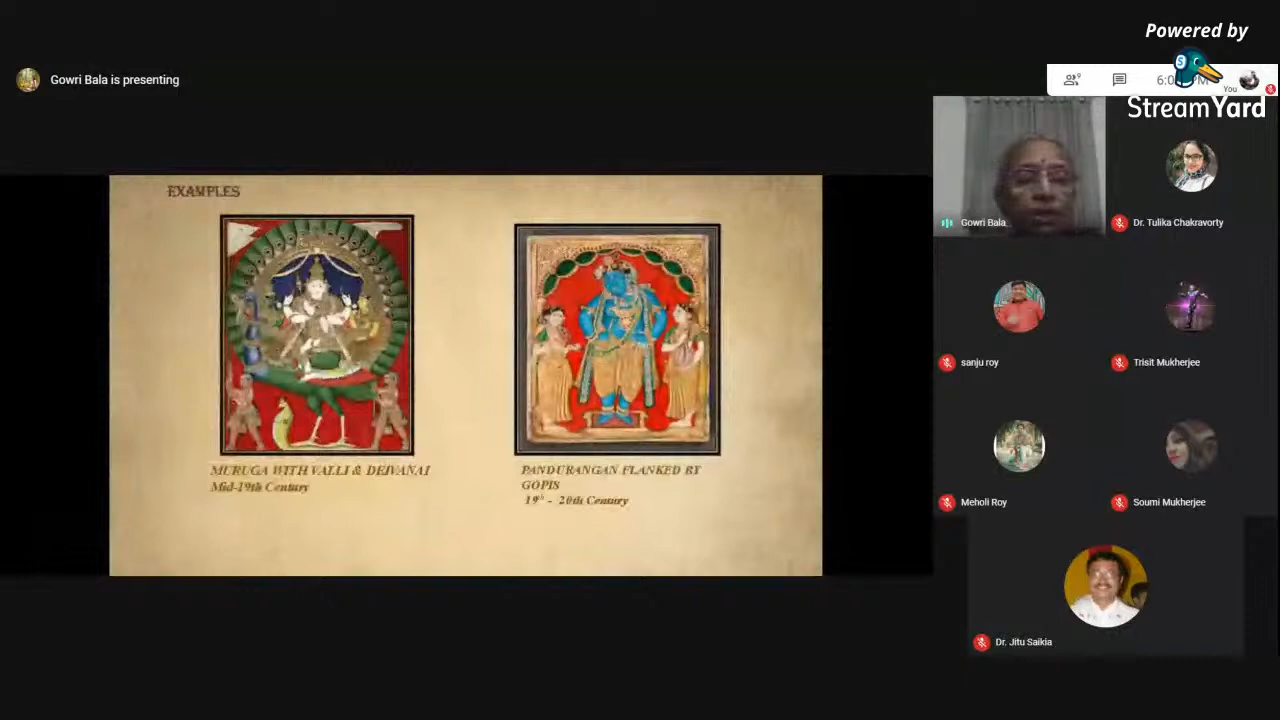 Powered by
StreamYard
Gowri Bala is presenting
9
You
EXAMPLES
MURUGA WITH VALLI & DEIVANAI
Mid-19th Century
PANDURANGAN FLANKED BY
GOPIS
19th - 20th Century
Gowri Bala
Dr. Tulika Chakravorty
sanju roy
Trisit Mukherjee
Meholi Roy
Soumi Mukherjee
Dr. Jitu Saikia